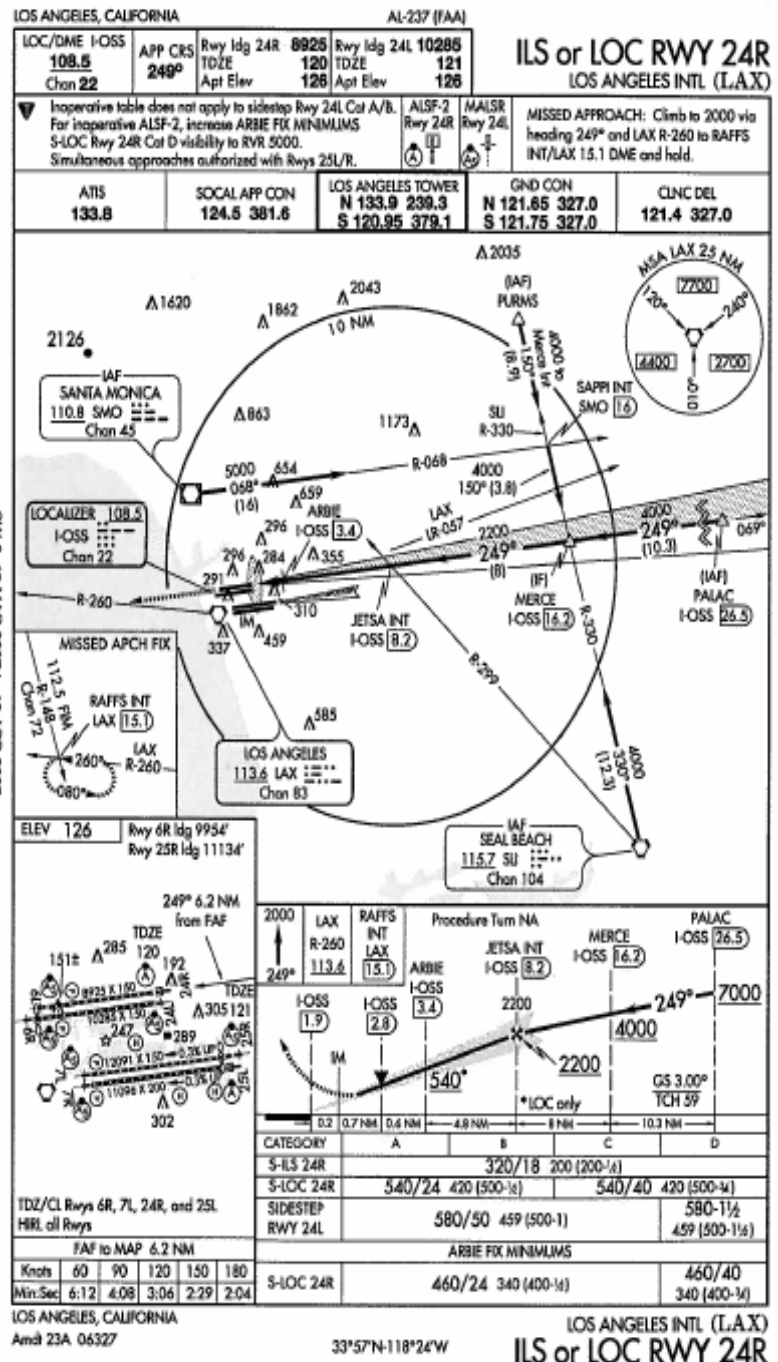 LOS ANGELES, CALIFORNIA
AL-237 (FAA)
LOC/DME I-OSS
108.5
Chan 22
APP CRS
249°
Rwy ldg 24R 8925
TDZE 120
Apt Elev 126
Rwy ldg 24L 10285
TDZE 121
Apt Elev 126
ILS or LOC RWY 24R
LOS ANGELES INTL (LAX)
Inoperative table does not apply to sidestep Rwy 24L Cat A/B.
For inoperative ALSF-2, increase ARBIE FIX MINIMUMS
S-LOC Rwy 24R Cat D visibility to RVR 5000.
Simultaneous approaches authorized with Rwys 25L/R.
ALSF-2
Rwy 24R
MALSR
Rwy 24L
MISSED APPROACH: Climb to 2000 via
heading 249° and LAX R-260 to RAFFS
INT/LAX 15.1 DME and hold.
ATIS
133.8
SOCAL APP CON
124.5 381.6
LOS ANGELES TOWER
N 133.9 239.3
S 120.95 379.1
GND CON
N 121.65 327.0
S 121.75 327.0
CLNC DEL
121.4 327.0
2035
2043
1620
1862
10 NM
2126
(IAF)
PURMS
4000 to
Merce Int
150°
(8.9)
MSA LAX 25 NM
7700
120°
240°
4400
2700
010°
IAF
SANTA MONICA
110.8 SMO
Chan 45
863
1173
SLI
R-330
SAPPI INT
SMO 16
5000
068°
(16)
654
R-068
4000
150° (3.8)
659
ARBIE
I-OSS 3.4
LAX
LR-057
LOCALIZER 108.5
I-OSS
Chan 22
296
296
284
355
291
310
2200
249°
(8)
4000
249°
(10.3)
069°
(IAF)
PALAC
I-OSS 26.5
(IF)
MERCE
I-OSS 16.2
JETSA INT
I-OSS 8.2
R-260
IM
337
459
R-330
R-299
MISSED APCH FIX
112.5 FIM
R-148
Chan 72
RAFFS INT
LAX 15.1
260°
LAX
R-260
080°
585
LOS ANGELES
113.6 LAX
Chan 83
4000
330°
(12.3)
IAF
SEAL BEACH
115.7 SLI
Chan 104
ELEV 126
Rwy 6R ldg 9954'
Rwy 25R ldg 11134'
249° 6.2 NM
from FAF
TDZE
120
151±
285
192
24R
8925 X 150
TDZE
121
305
10285 X 150
24L
247
289
12091 X 150
0.3% UP
25R
11096 X 200
0.3% UP
25L
302
TDZ/CL Rwys 6R, 7L, 24R, and 25L
HIRL all Rwys
FAF to MAP 6.2 NM
Knots 60 90 120 150 180
Min:Sec 6:12 4:08 3:06 2:29 2:04
2000
249°
LAX
R-260
113.6
RAFFS
INT
LAX
15.1
Procedure Turn NA
ARBIE
I-OSS
3.4
JETSA INT
I-OSS 8.2
MERCE
I-OSS 16.2
PALAC
I-OSS 26.5
I-OSS
1.9
I-OSS
2.8
2200
249°
7000
4000
IM
540*
2200
*LOC only
GS 3.00°
TCH 59
0.2 0.7 NM 0.6 NM 4.8 NM 8 NM 10.3 NM
CATEGORY A B C D
S-ILS 24R 320/18 200 (200-½)
S-LOC 24R 540/24 420 (500-½) 540/40 420 (500-¾)
SIDESTEP
RWY 24L
580/50 459 (500-1)
580-1½
459 (500-1½)
ARBIE FIX MINIMUMS
S-LOC 24R 460/24 340 (400-½)
460/40
340 (400-¾)
LOS ANGELES, CALIFORNIA
Amdt 23A 06327
33°57'N-118°24'W
LOS ANGELES INTL (LAX)
ILS or LOC RWY 24R